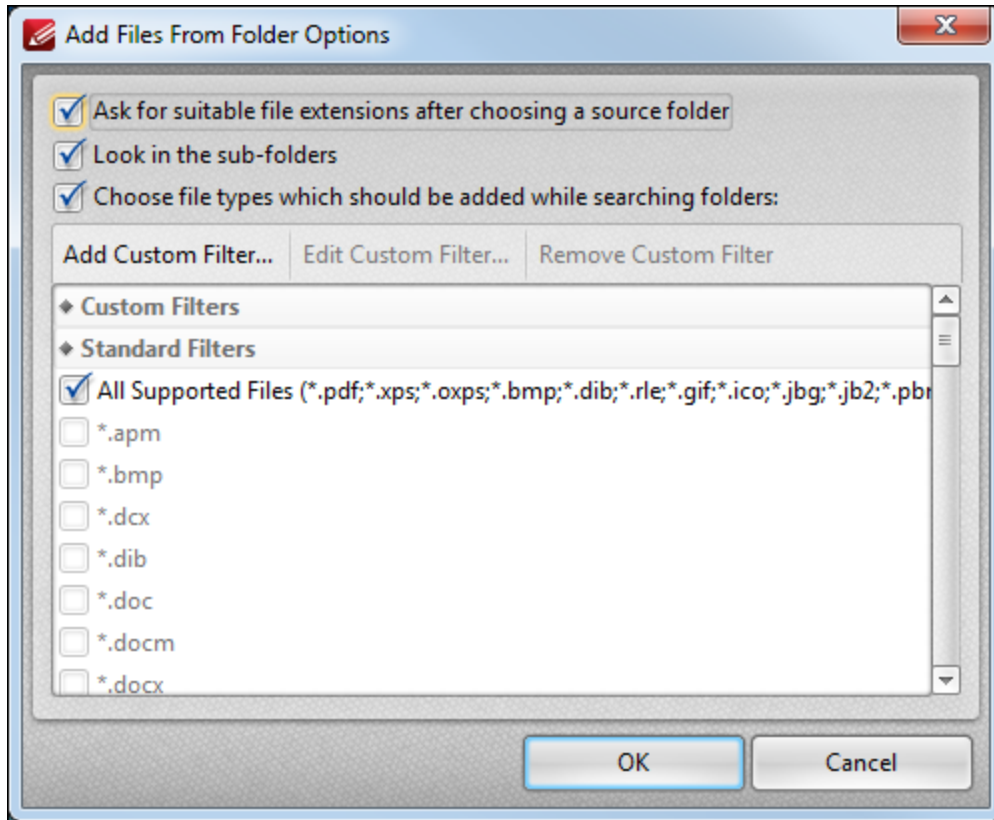 Add Files From Folder Options
Ask for suitable file extensions after choosing a source folder
Look in the sub-folders
Choose file types which should be added while searching folders:
Add Custom Filter... Edit Custom Filter... Remove Custom Filter
Custom Filters
Standard Filters
All Supported Files (*.pdf;*.xps;*.oxps;*.bmp;*.dib;*.rle;*.gif;*.ico;*.jbg;*.jb2;
*.apm
*.bmp
*.dcx
*.dib
*.doc
*.docm
*.docx
OK Cancel